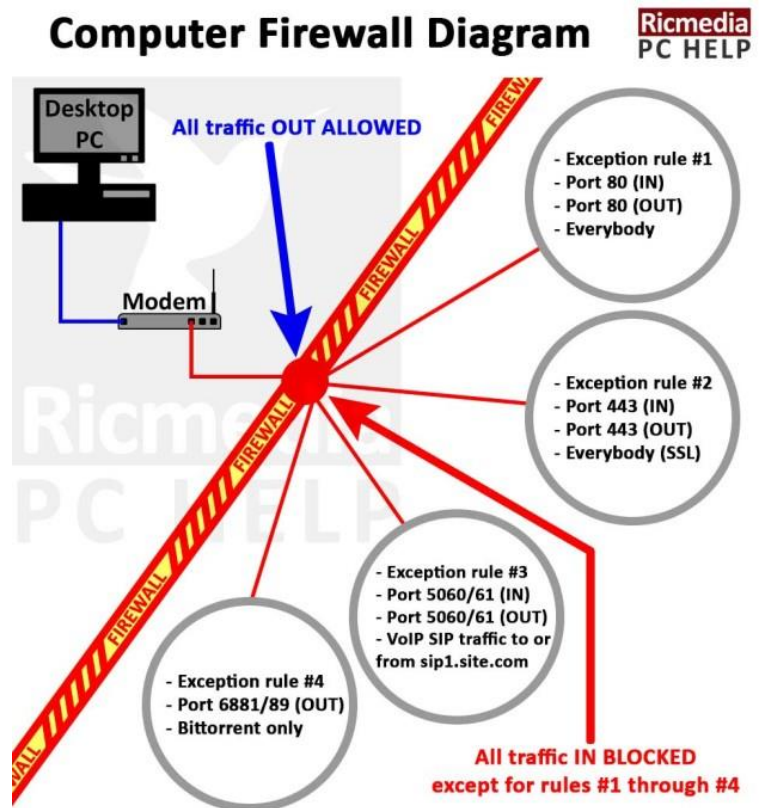 Computer Firewall Diagram
Ricmedia
PC HELP
Desktop
PC
All traffic OUT ALLOWED
Modem
FIREWALL
FIREWALL
FIREWALL
FIREWALL
- Exception rule #1
- Port 80 (IN)
- Port 80 (OUT)
- Everybody
- Exception rule #2
- Port 443 (IN)
- Port 443 (OUT)
- Everybody (SSL)
- Exception rule #3
- Port 5060/61 (IN)
- Port 5060/61 (OUT)
- VoIP SIP traffic to or
from sip1.site.com
- Exception rule #4
- Port 6881/89 (OUT)
- Bittorrent only
All traffic IN BLOCKED
except for rules #1 through #4
Ricmedia
PC HELP